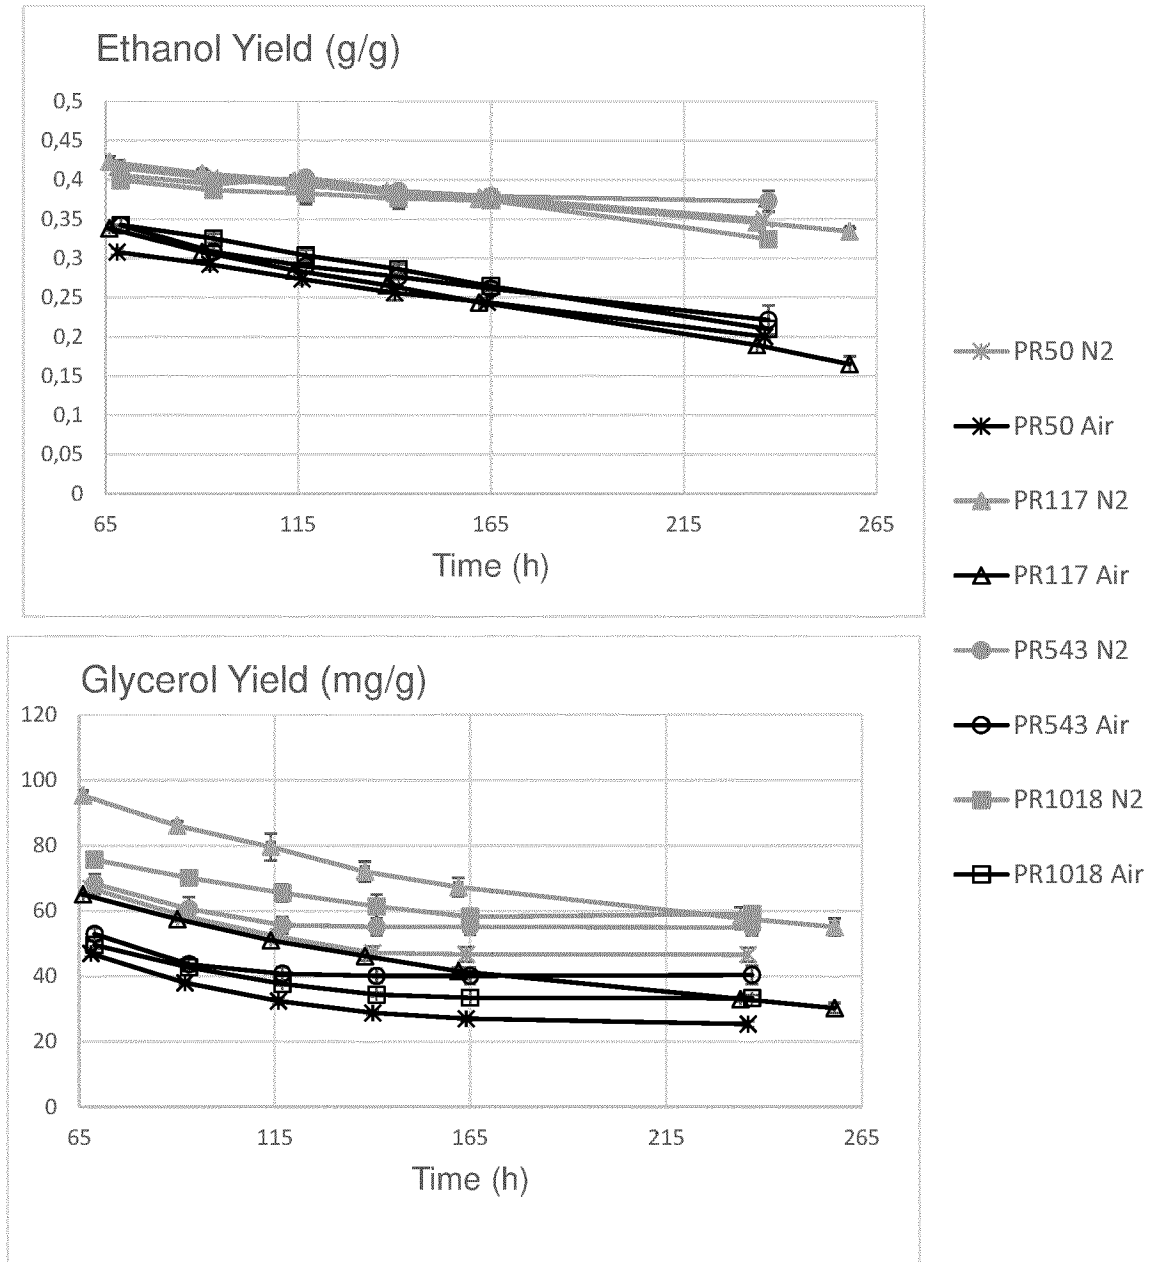 Ethanol Yield (g/g)
0,5
0,45
0,4
0,35
0,3
0,25
0,2
0,15
0,1
0,05
0
65 115 165 215 265
Time (h)
Glycerol Yield (mg/g)
120
100
80
60
40
20
0
65 115 165 215 265
Time (h)
PR50 N2
PR50 Air
PR117 N2
PR117 Air
PR543 N2
PR543 Air
PR1018 N2
PR1018 Air